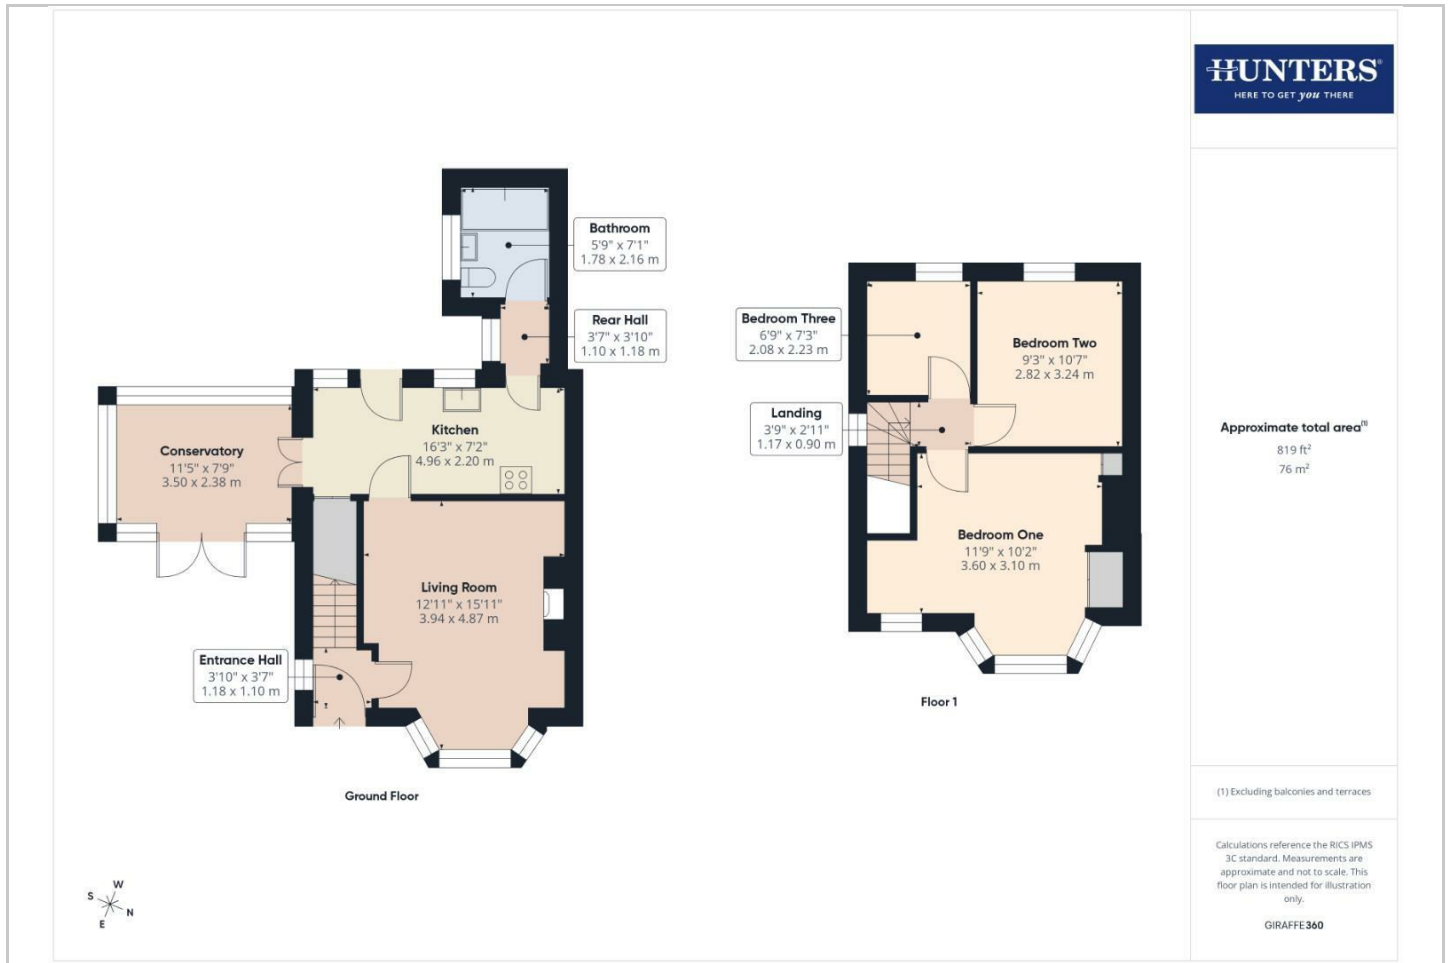 HUNTERS®
HERE TO GET you THERE
Bathroom
5'9" x 7'1"
1.78 x 2.16 m
Rear Hall
3'7" x 3'10"
1.10 x 1.18 m
Kitchen
16'3" x 7'2"
4.96 x 2.20 m
Conservatory
11'5" x 7'9"
3.50 x 2.38 m
Living Room
12'11" x 15'11"
3.94 x 4.87 m
Entrance Hall
3'10" x 3'7"
1.18 x 1.10 m
Ground Floor
Bedroom Three
6'9" x 7'3"
2.08 x 2.23 m
Bedroom Two
9'3" x 10'7"
2.82 x 3.24 m
Landing
3'9" x 2'11"
1.17 x 0.90 m
Bedroom One
11'9" x 10'2"
3.60 x 3.10 m
Floor 1
Approximate total area⁽¹⁾
819 ft²
76 m²
(1) Excluding balconies and terraces
Calculations reference the RICS IPMS
3C standard. Measurements are
approximate and not to scale. This
floor plan is intended for illustration
only.
GIRAFFE360
W
S
N
E